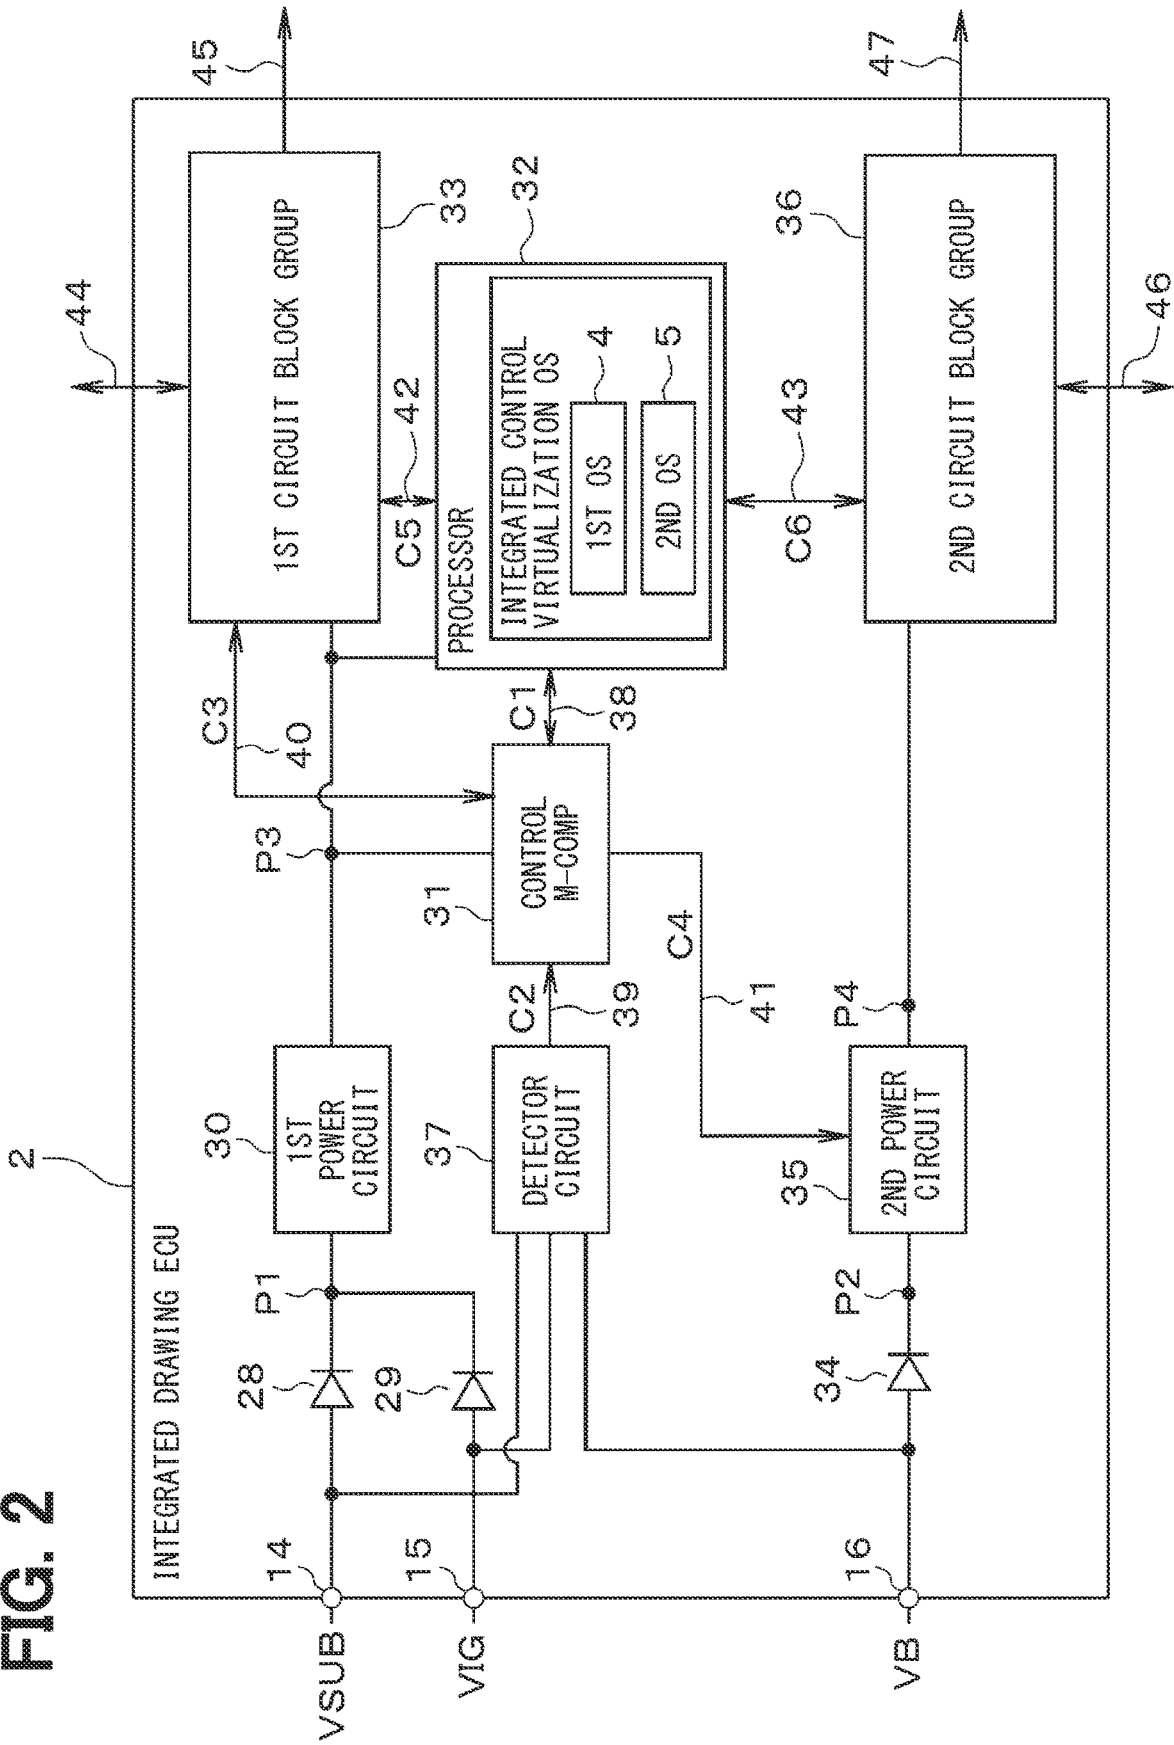 FIG. 2
2
INTEGRATED DRAWING ECU
VSUB
14
28
P1
30
1ST
POWER
CIRCUIT
P3
C3
40
1ST CIRCUIT BLOCK GROUP
33
44
45
VIG
15
29
37
DETECTOR
CIRCUIT
C2
39
31
CONTROL
M-COMP
C1
38
C5
42
PROCESSOR
32
INTEGRATED CONTROL
VIRTUALIZATION OS
1ST OS
4
2ND OS
5
C4
41
C6
43
VB
16
34
P2
35
2ND POWER
CIRCUIT
P4
2ND CIRCUIT BLOCK GROUP
36
46
47